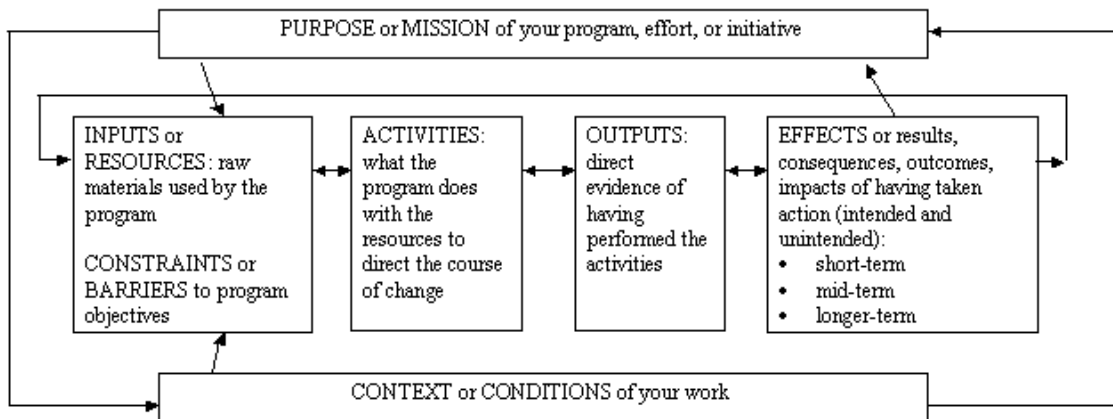 PURPOSE or MISSION of your program, effort, or initiative
INPUTS or
RESOURCES: raw
materials used by the
program
CONSTRAINTS or
BARRIERS to program
objectives
ACTIVITIES:
what the
program does
with the
resources to
direct the course
of change
OUTPUTS:
direct
evidence of
having
performed the
activities
EFFECTS or results,
consequences, outcomes,
impacts of having taken
action (intended and
unintended):
• short-term
• mid-term
• longer-term
CONTEXT or CONDITIONS of your work